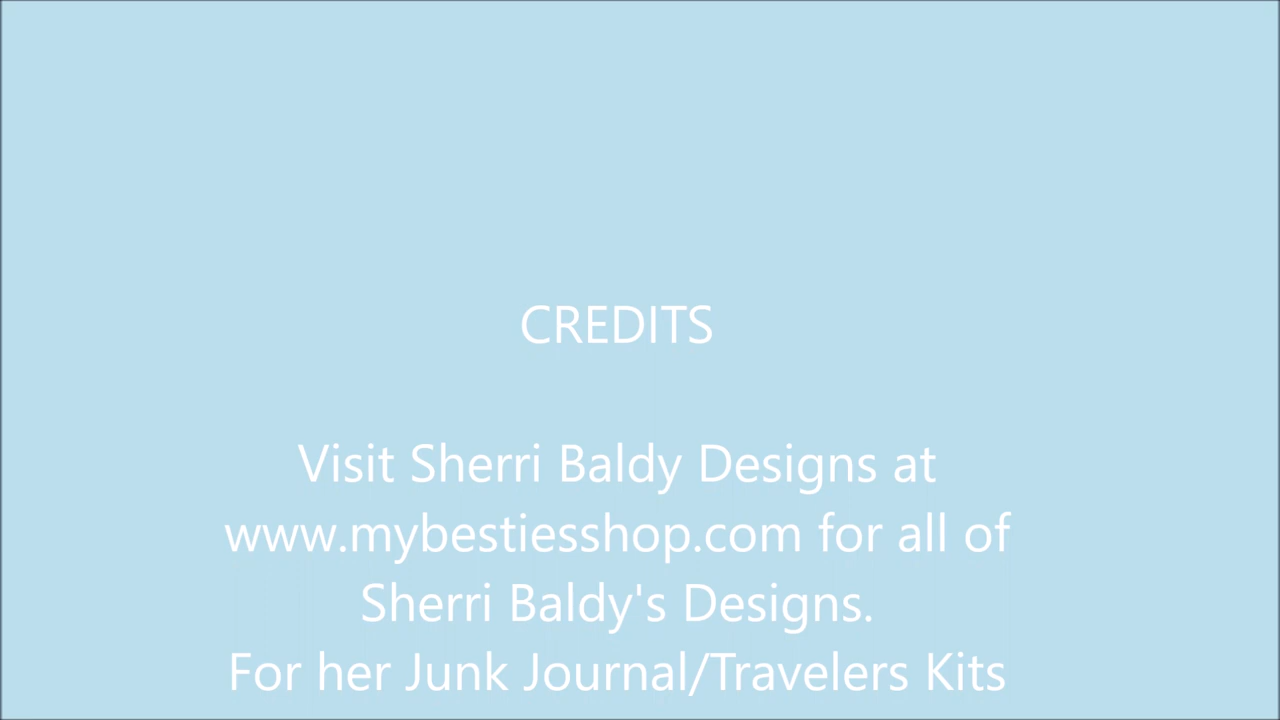 CREDITS
Visit Sherri Baldy Designs at
www.mybestiesshop.com for all of
Sherri Baldy's Designs.
For her Junk Journal/Travelers Kits